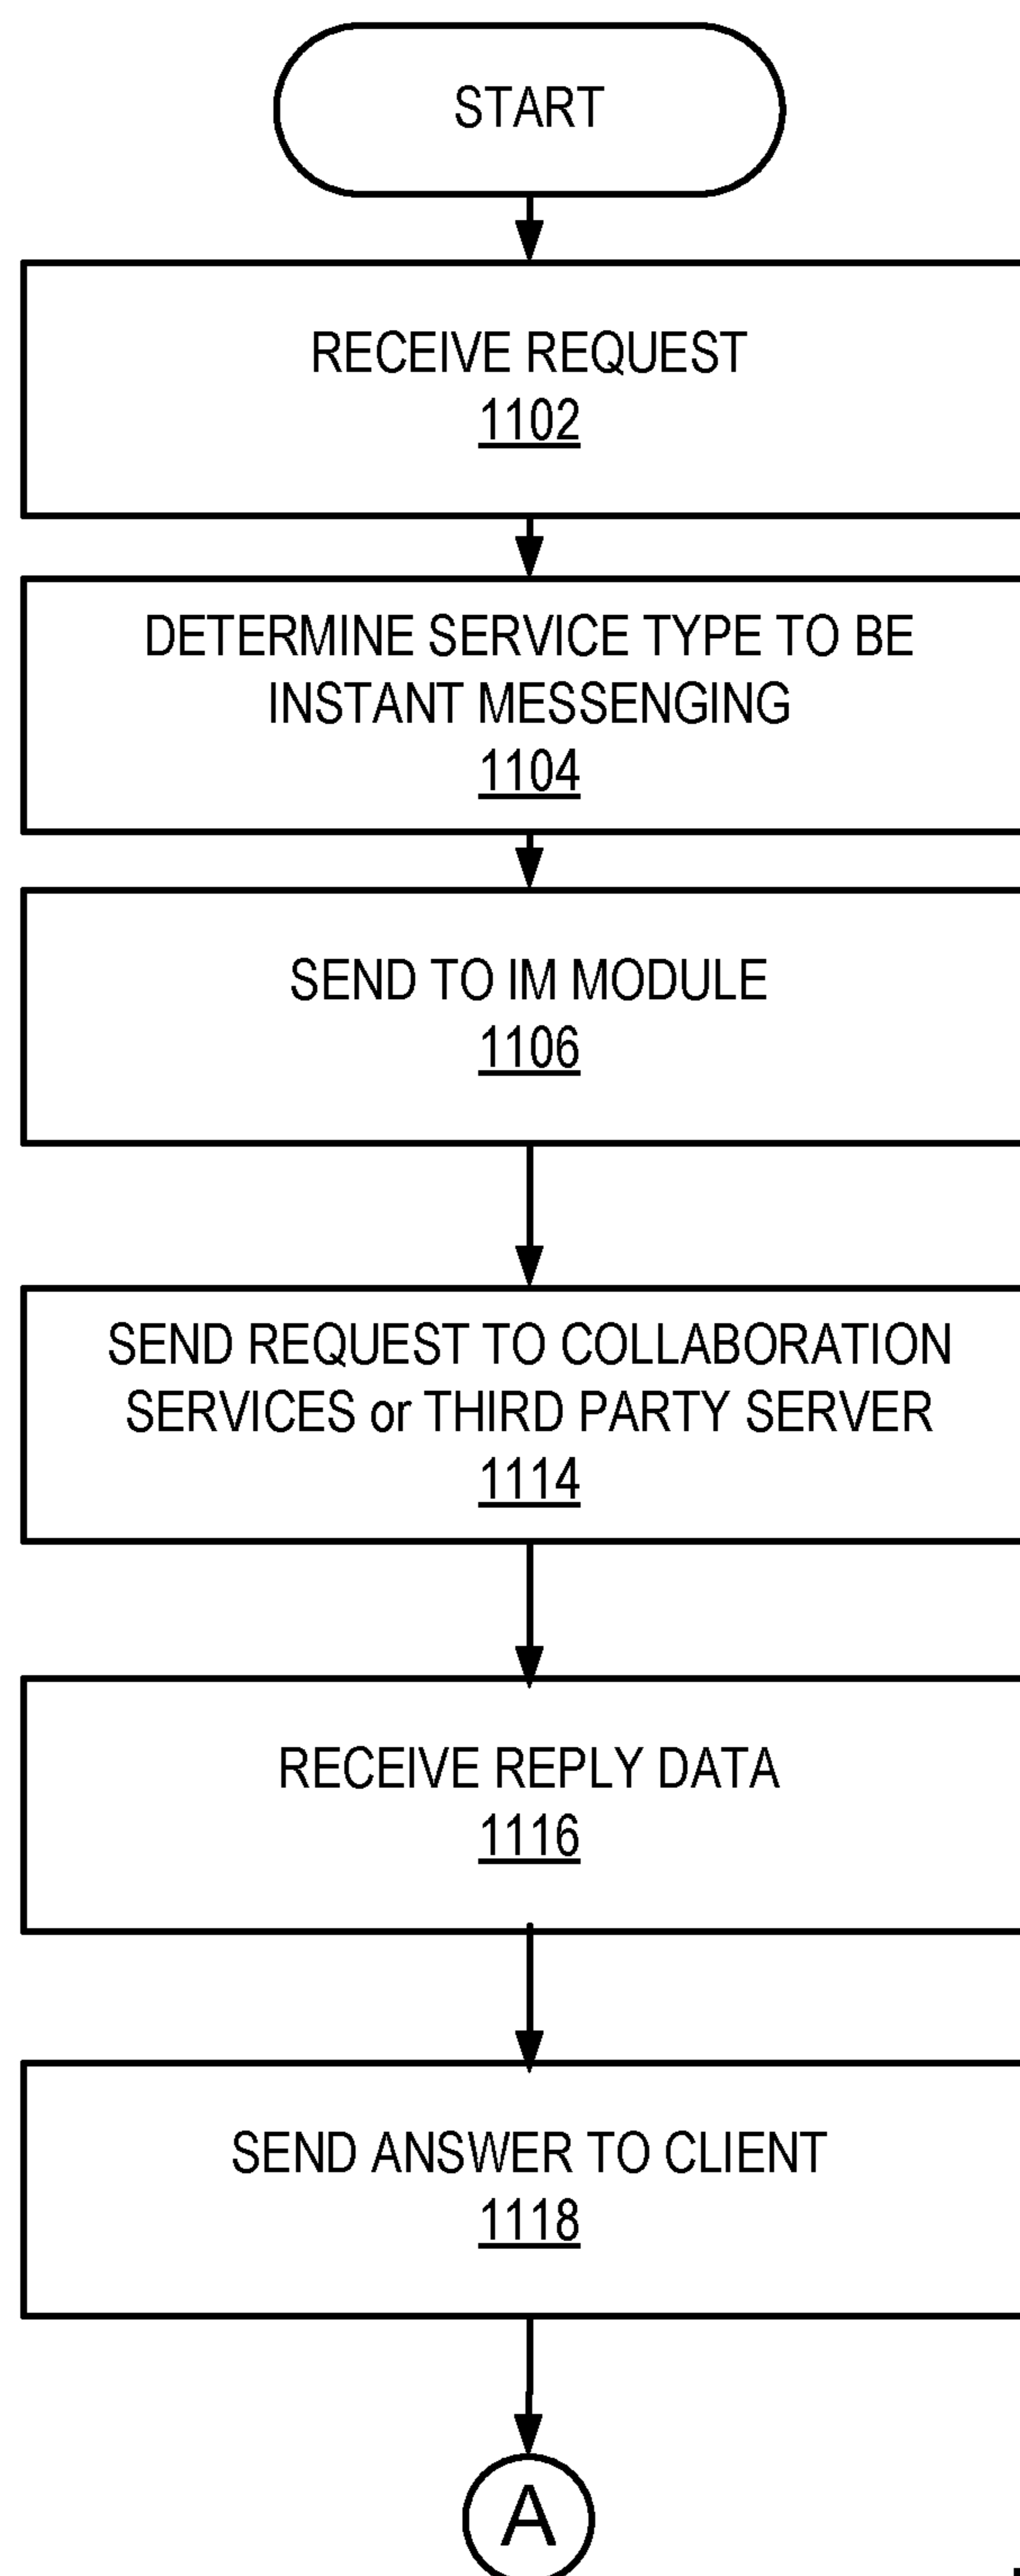 START
RECEIVE REQUEST
1102
DETERMINE SERVICE TYPE TO BE
INSTANT MESSENGING
1104
SEND TO IM MODULE
1106
SEND REQUEST TO COLLABORATION
SERVICES or THIRD PARTY SERVER
1114
RECEIVE REPLY DATA
1116
SEND ANSWER TO CLIENT
1118
A